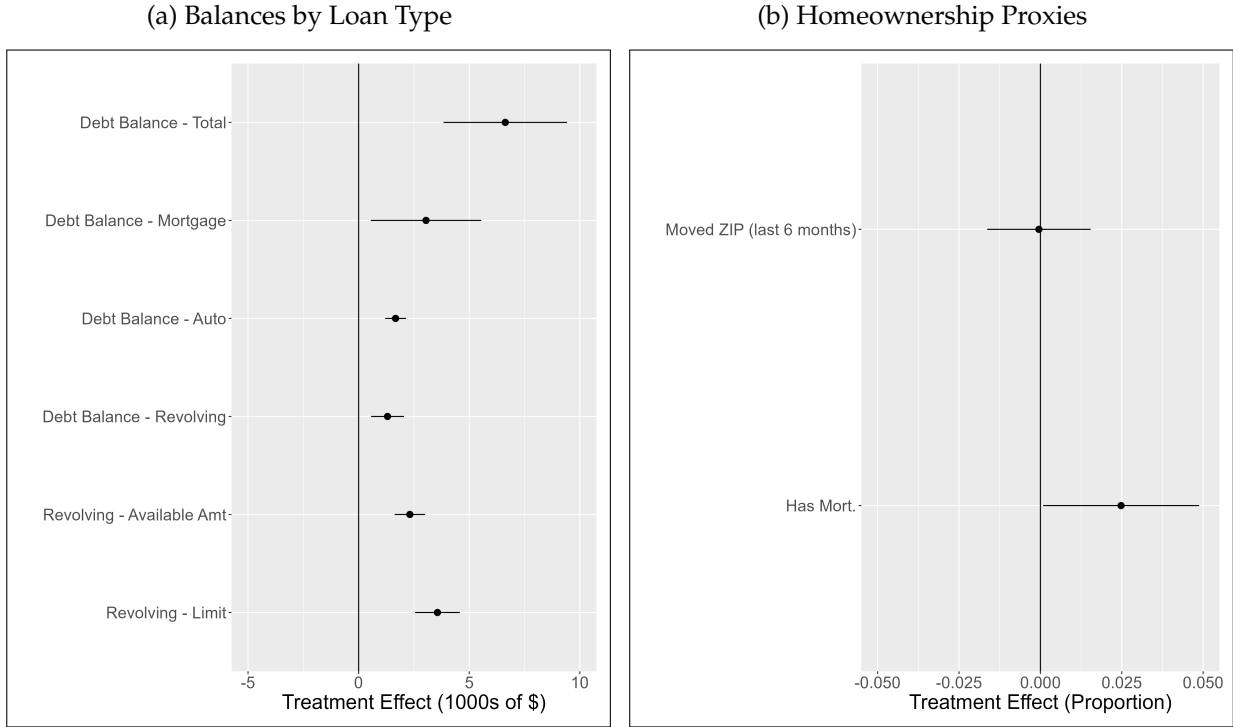 (a) Balances by Loan Type
Debt Balance - Total
Debt Balance - Mortgage
Debt Balance - Auto
Debt Balance - Revolving
Revolving - Available Amt
Revolving - Limit
-5 0 5 10
Treatment Effect (1000s of $)
(b) Homeownership Proxies
Moved ZIP (last 6 months)
Has Mort.
-0.050 -0.025 0.000 0.025 0.050
Treatment Effect (Proportion)